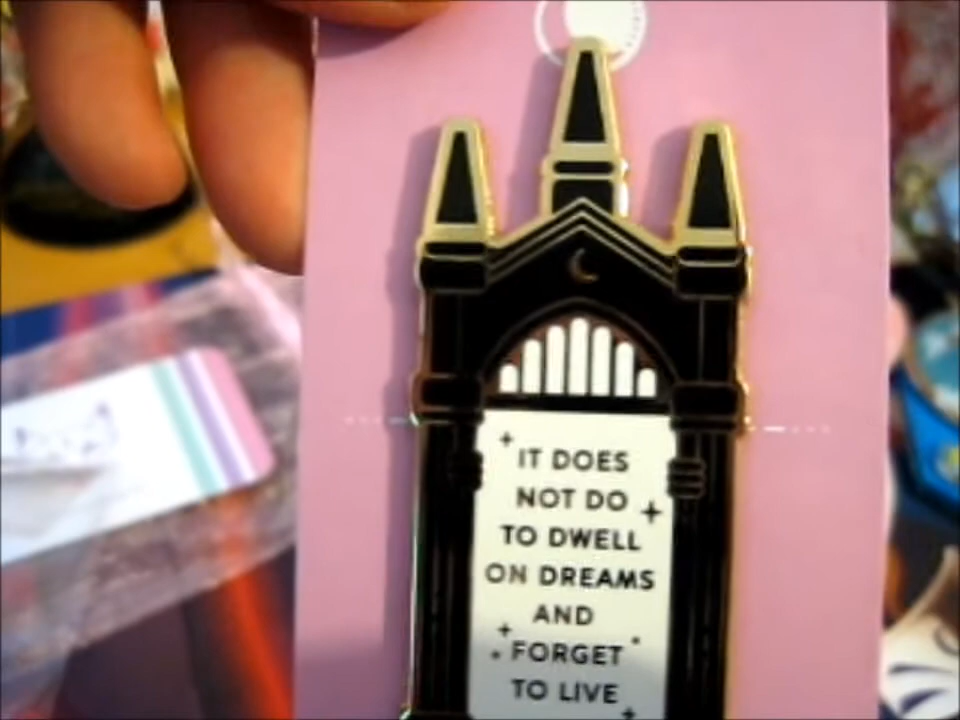 IT DOES
NOT DO
TO DWELL
ON DREAMS
AND
FORGET
TO LIVE